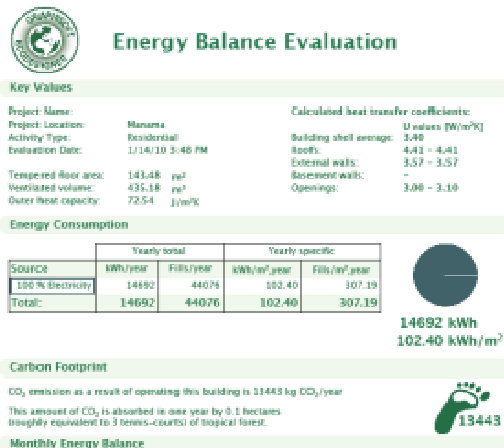 Energy Balance Evaluation
Key Values
Project Name:
Project Location: Manama
Activity Type: Residential
Evaluation Date: 1/14/10 3:48 PM
Tempered floor area: 143.48 m²
Ventilated volume: 435.18 m³
Outer heat capacity: 72.54 J/m²K
Calculated heat transfer coefficients:
U values [W/m²K]
Building shell average: 3.40
Roofs: 4.41 - 4.41
External walls: 3.57 - 3.57
Basement walls: -
Openings: 3.00 - 3.10
Energy Consumption
Yearly total Yearly specific
Source kWh/year Fills/year kWh/m²,year Fills/m²,year
100 % Electricity 14692 44076 102.40 307.19
Total: 14692 44076 102.40 307.19
14692 kWh
102.40 kWh/m²
Carbon Footprint
CO₂ emission as a result of operating this building is 13443 kg CO₂/year
This amount of CO₂ is absorbed in one year by 0.1 hectares
(roughly equivalent to 3 tennis-courts) of tropical forest.
13443
Monthly Energy Balance